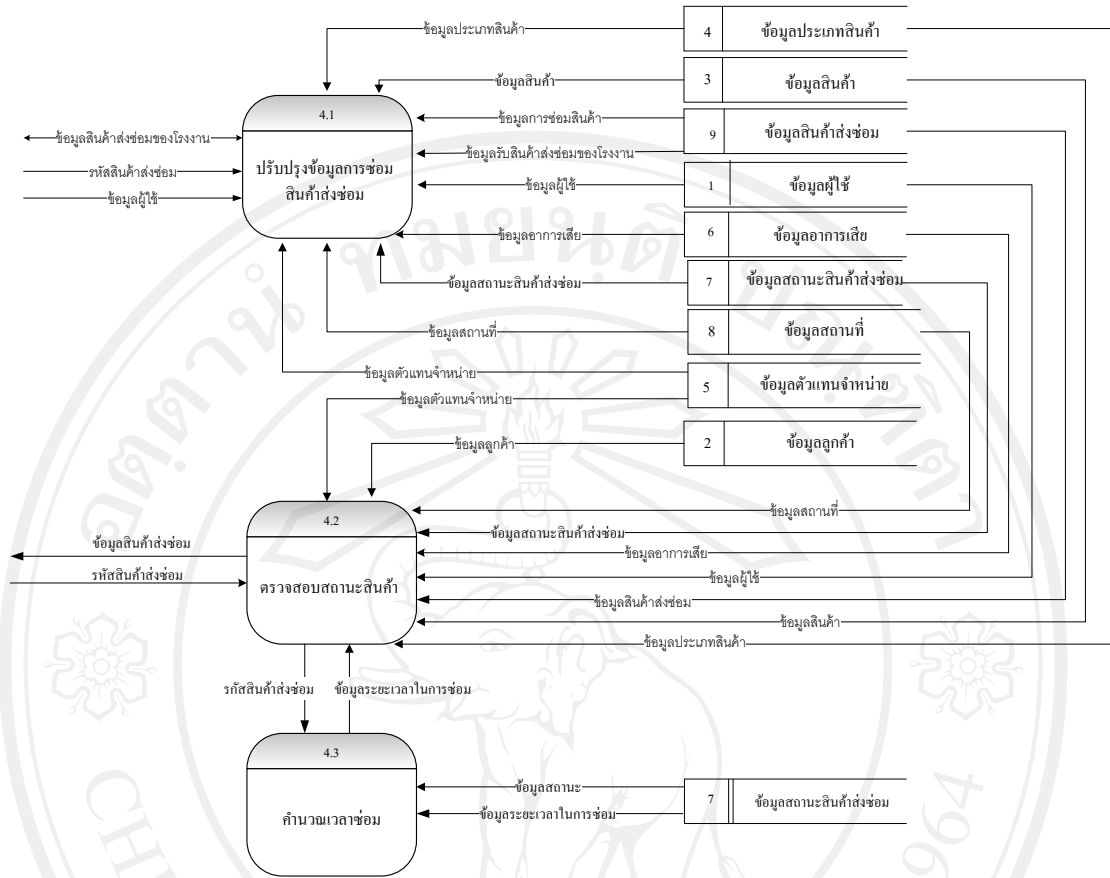 ข้อมูลประเภทสินค้า
4 ข้อมูลประเภทสินค้า
ข้อมูลสินค้า
3 ข้อมูลสินค้า
4.1
ปรับปรุงข้อมูลการซ่อม
สินค้าส่งซ่อม
ข้อมูลสินค้าส่งซ่อมของโรงงาน
รหัสสินค้าส่งซ่อม
ข้อมูลผู้ใช้
ข้อมูลการซ่อมสินค้า
ข้อมูลรับสินค้าส่งซ่อมของโรงงาน
9 ข้อมูลสินค้าส่งซ่อม
ข้อมูลผู้ใช้
1 ข้อมูลผู้ใช้
ข้อมูลอาการเสีย
6 ข้อมูลอาการเสีย
ข้อมูลสถานะสินค้าส่งซ่อม
7 ข้อมูลสถานะสินค้าส่งซ่อม
ข้อมูลสถานที่
8 ข้อมูลสถานที่
ข้อมูลตัวแทนจำหน่าย
5 ข้อมูลตัวแทนจำหน่าย
ข้อมูลตัวแทนจำหน่าย
ข้อมูลลูกค้า
2 ข้อมูลลูกค้า
4.2
ตรวจสอบสถานะสินค้า
ข้อมูลสินค้าส่งซ่อม
รหัสสินค้าส่งซ่อม
ข้อมูลสถานที่
ข้อมูลสถานะสินค้าส่งซ่อม
ข้อมูลอาการเสีย
ข้อมูลผู้ใช้
ข้อมูลสินค้าส่งซ่อม
ข้อมูลสินค้า
ข้อมูลประเภทสินค้า
รกัสสินค้าส่งซ่อม
ข้อมูลระยะเวลาในการซ่อม
4.3
คำนวณเวลาซ่อม
ข้อมูลสถานะ
ข้อมูลระยะเวลาในการซ่อม
7 ข้อมูลสถานะสินค้าส่งซ่อม